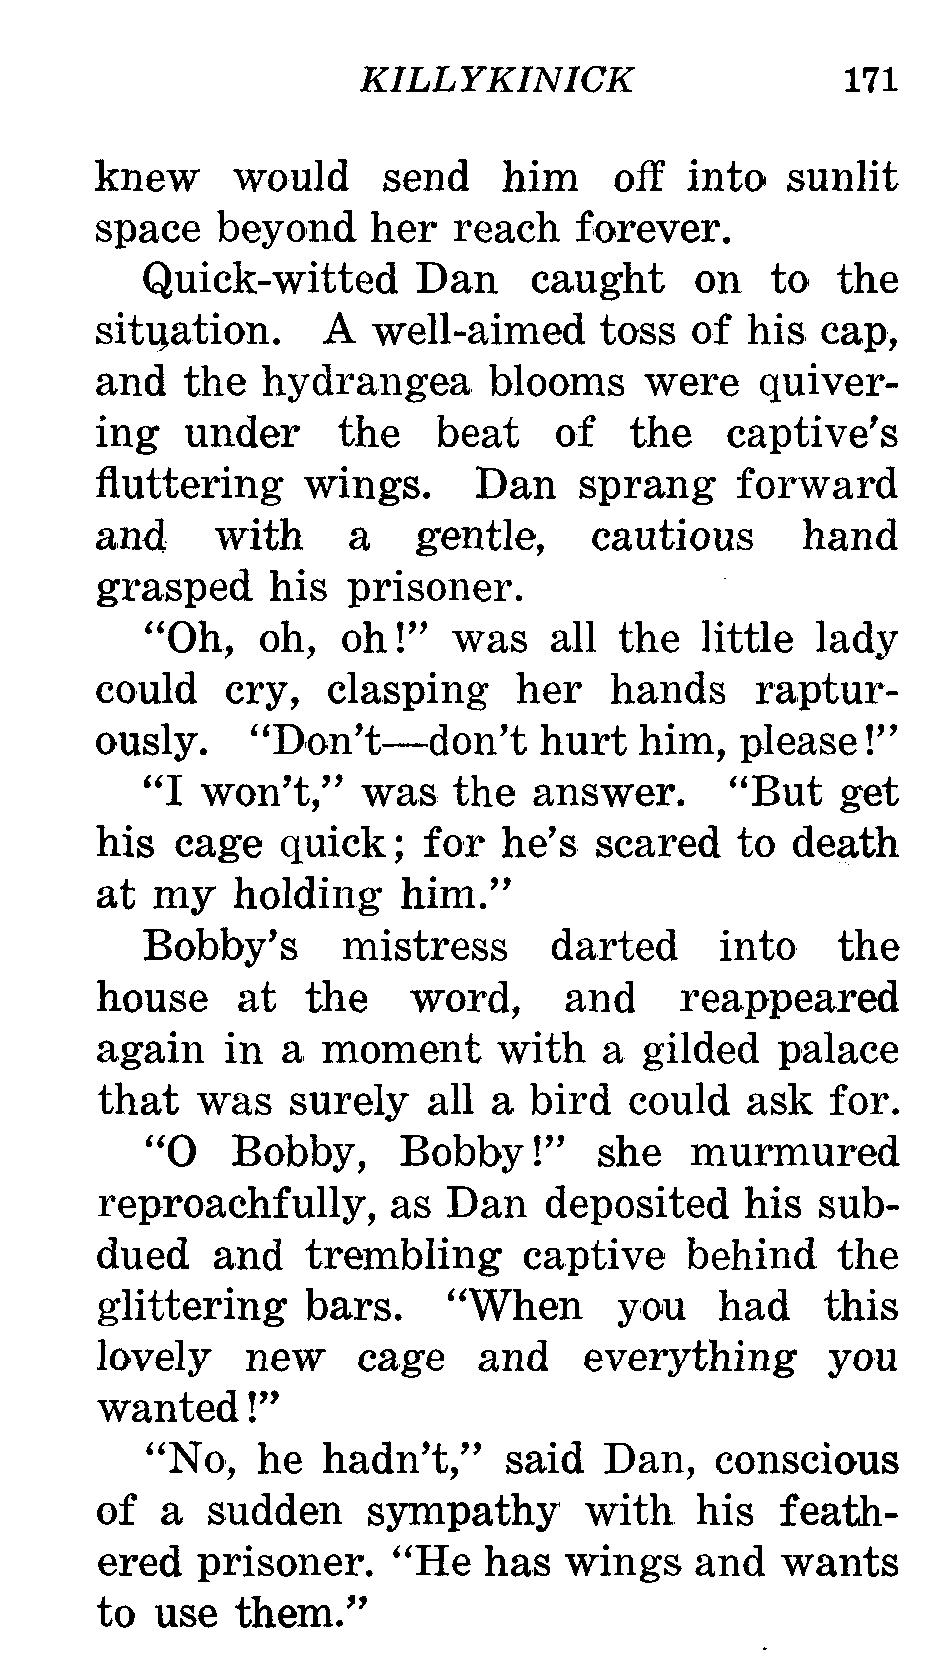 KILLYKINICK 171
knew would send him off into sunlit
space beyond her reach forever.
Quick-witted Dan caught on to the
situation. A well-aimed toss of his cap,
and the hydrangea blooms were quiver-
ing under the beat of the captive's
fluttering wings. Dan sprang forward
and with a gentle, cautious hand
grasped his prisoner.
"Oh, oh, oh!" was all the little lady
could cry, clasping her hands raptur-
ously. "Don't—don't hurt him, please!"
"I won't," was the answer. "But get
his cage quick; for he's scared to death
at my holding him."
Bobby's mistress darted into the
house at the word, and reappeared
again in a moment with a gilded palace
that was surely all a bird could ask for.
"O Bobby, Bobby!" she murmured
reproachfully, as Dan deposited his sub-
dued and trembling captive behind the
glittering bars. "When you had this
lovely new cage and everything you
wanted!"
"No, he hadn't," said Dan, conscious
of a sudden sympathy with his feath-
ered prisoner. "He has wings and wants
to use them."